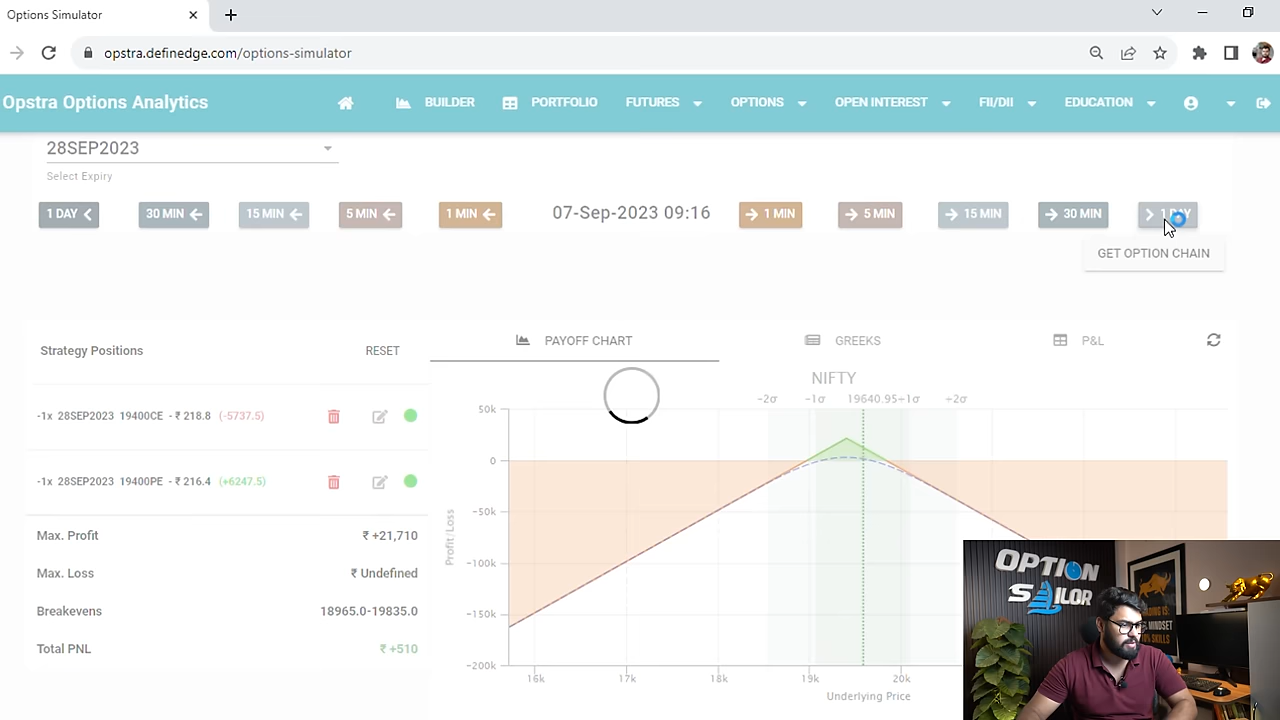 Options Simulator
opstra.definedge.com/options-simulator
Opstra Options Analytics
BUILDER
PORTFOLIO
FUTURES
OPTIONS
OPEN INTEREST
FII/DII
EDUCATION
28SEP2023
Select Expiry
1 DAY
30 MIN
15 MIN
5 MIN
1 MIN
07-Sep-2023 09:16
1 MIN
5 MIN
15 MIN
30 MIN
1 DAY
GET OPTION CHAIN
Strategy Positions
RESET
PAYOFF CHART
GREEKS
P&L
NIFTY
-2σ
-1σ
19640.95
+1σ
+2σ
-1x 28SEP2023 19400CE - ₹ 218.8 (-5737.5)
-1x 28SEP2023 19400PE - ₹ 216.4 (+6247.5)
Max. Profit
₹ +21,710
Max. Loss
₹ Undefined
Breakevens
18965.0-19835.0
Total PNL
₹ +510
Profit/Loss
50k
0
-50k
-100k
-150k
-200k
16k
17k
18k
19k
20k
Underlying Price
OPTION
SAILOR
MINDSET